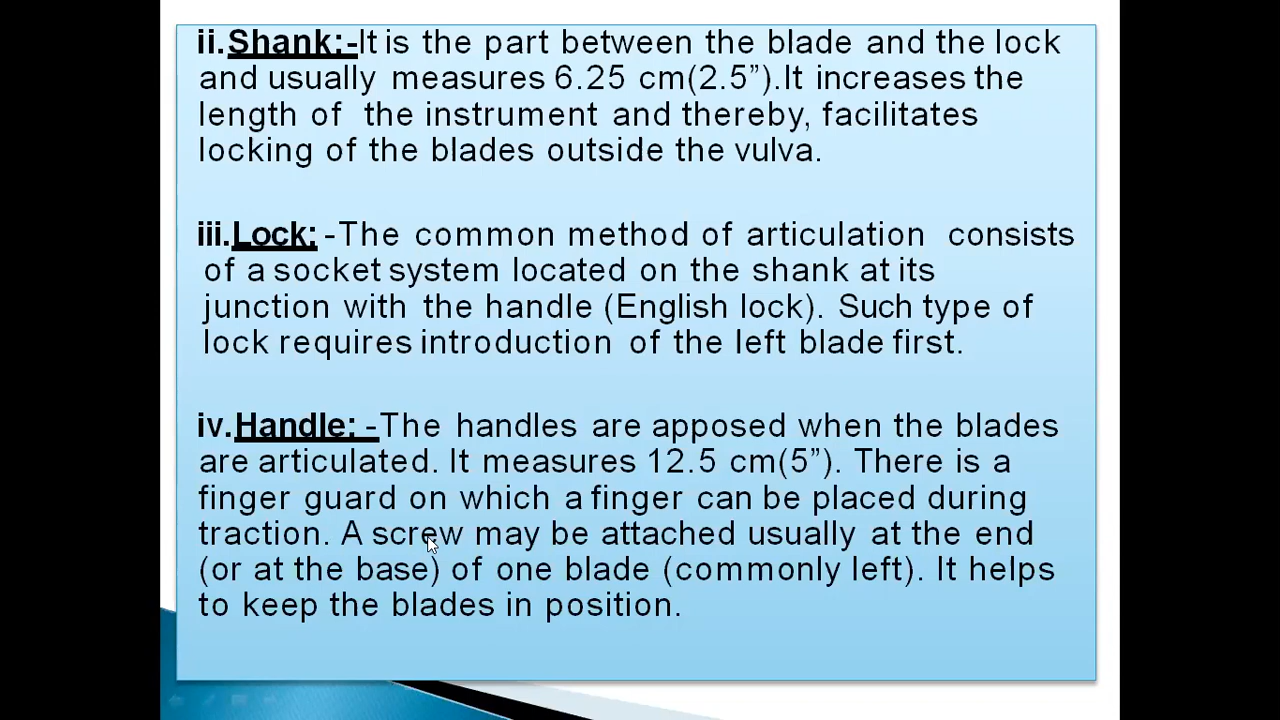 ii.Shank:-It is the part between the blade and the lock
and usually measures 6.25 cm(2.5”).It increases the
length of the instrument and thereby, facilitates
locking of the blades outside the vulva.
iii.Lock: -The common method of articulation consists
of a socket system located on the shank at its
junction with the handle (English lock). Such type of
lock requires introduction of the left blade first.
iv.Handle: -The handles are apposed when the blades
are articulated. It measures 12.5 cm(5”). There is a
finger guard on which a finger can be placed during
traction. A screw may be attached usually at the end
(or at the base) of one blade (commonly left). It helps
to keep the blades in position.